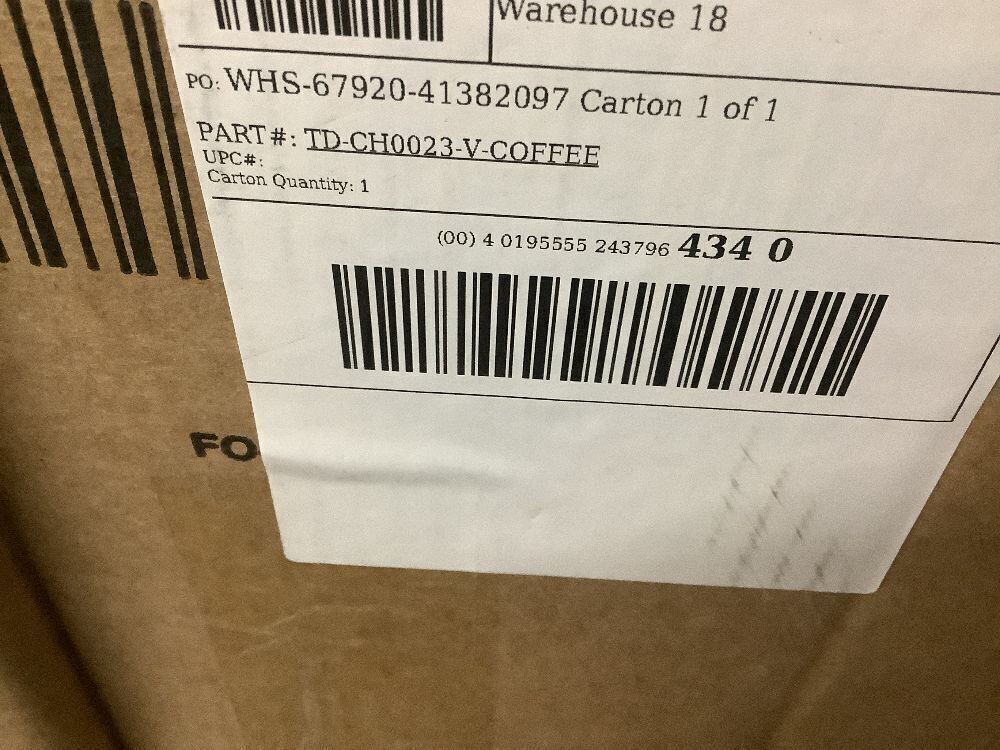 Warehouse 18
PO: WHS-67920-41382097 Carton 1 of 1
PART#: TD-CH0023-V-COFFEE
UPC#:
Carton Quantity: 1
(00) 4 0195555 243796 434 0
FO